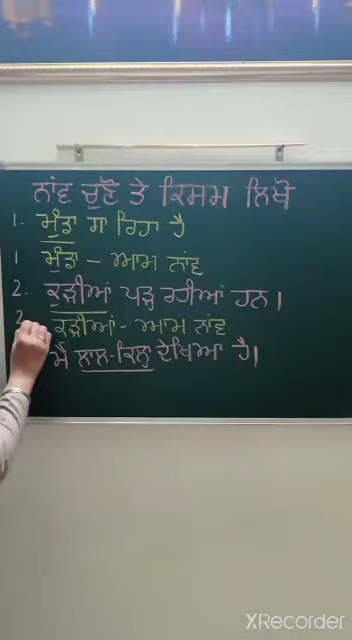 ਨਾਂਵ ਚੁਣੋ ਤੇ ਕਿਸਮ ਲਿਖੋ
1. ਮੁੰਡਾ ਗਾ ਰਿਹਾ ਹੈ
1 ਮੁੰਡਾ - ਆਮ ਨਾਂਵ
2. ਕੁੜੀਆਂ ਪੜ੍ਹ ਰਹੀਆਂ ਹਨ।
2 ਕੁੜੀਆਂ - ਆਮ ਨਾਂਵ
ਮੈਂ ਲਾਲ-ਕਿਲ੍ਹਾ ਦੇਖਿਆ ਹੈ।
XRecorder